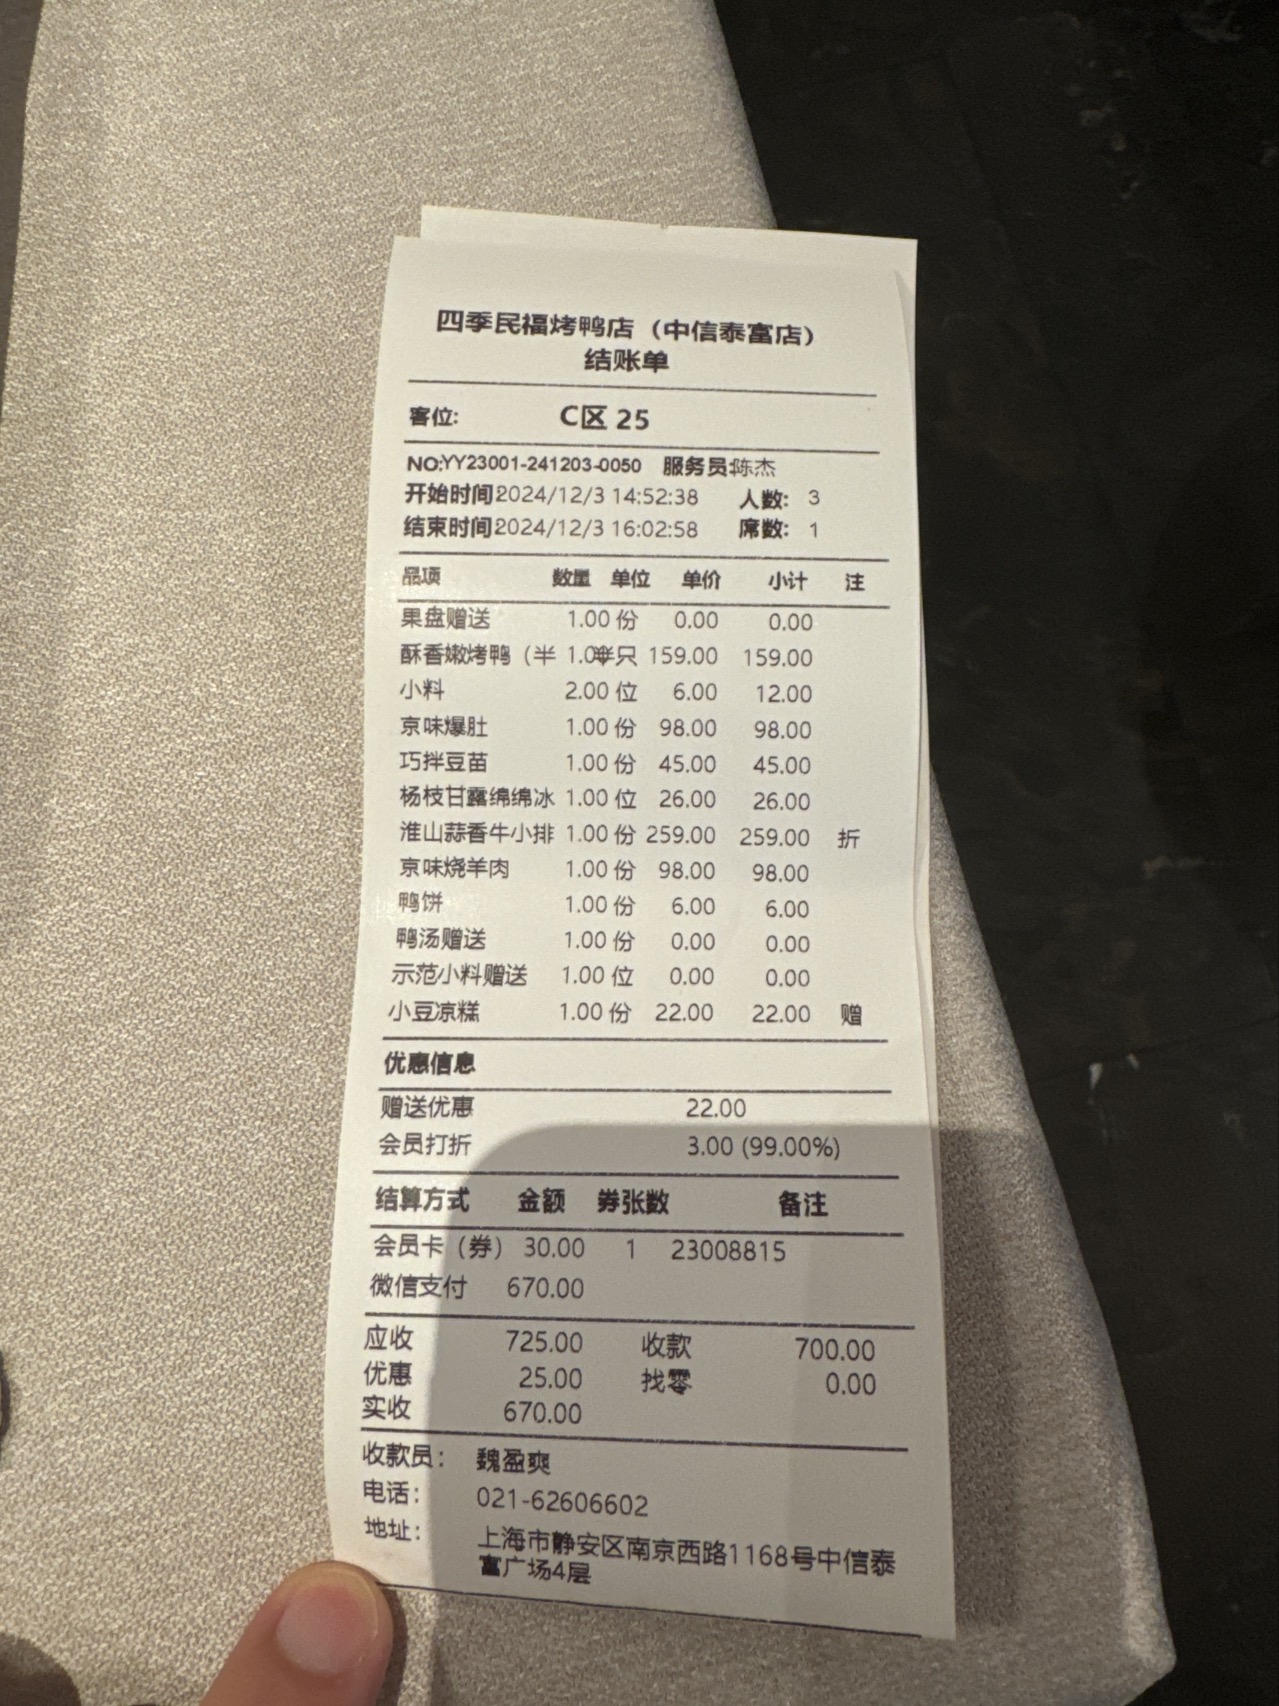 四季民福烤鸭店（中信泰富店）
结账单
客位: C区 25
NO:YY23001-241203-0050 服务员:陈杰
开始时间2024/12/3 14:52:38 人数: 3
结束时间2024/12/3 16:02:58 席数: 1
品项 数量 单位 单价 小计 注
果盘赠送 1.00 份 0.00 0.00
酥香嫩烤鸭（半 1.00半只 159.00 159.00
小料 2.00 位 6.00 12.00
京味爆肚 1.00 份 98.00 98.00
巧拌豆苗 1.00 份 45.00 45.00
杨枝甘露绵绵冰 1.00 位 26.00 26.00
淮山蒜香牛小排 1.00 份 259.00 259.00 折
京味烧羊肉 1.00 份 98.00 98.00
鸭饼 1.00 份 6.00 6.00
鸭汤赠送 1.00 份 0.00 0.00
示范小料赠送 1.00 位 0.00 0.00
小豆凉糕 1.00 份 22.00 22.00 赠
优惠信息
赠送优惠 22.00
会员打折 3.00 (99.00%)
结算方式 金额 券张数 备注
会员卡（券） 30.00 1 23008815
微信支付 670.00
应收 725.00 收款 700.00
优惠 25.00 找零 0.00
实收 670.00
收款员： 魏盈爽
电话： 021-62606602
地址： 上海市静安区南京西路1168号中信泰
富广场4层